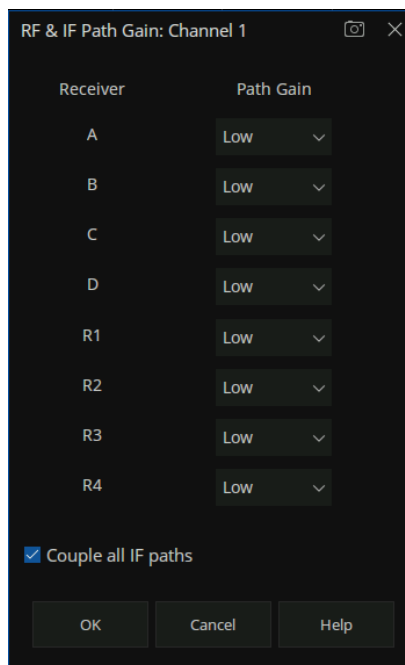 RF & IF Path Gain: Channel 1
Receiver Path Gain
A Low
B Low
C Low
D Low
R1 Low
R2 Low
R3 Low
R4 Low
Couple all IF paths
OK Cancel Help